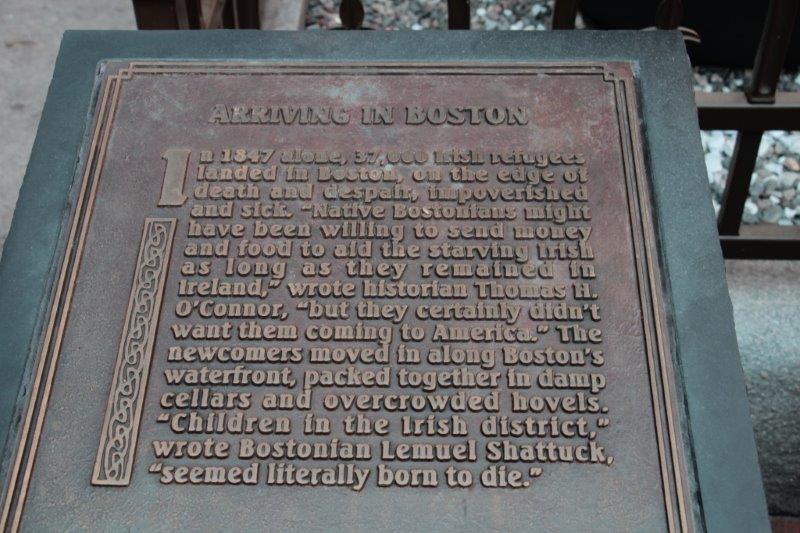 ARRIVING IN BOSTON
In 1847 alone, 37,000 Irish refugees
landed in Boston, on the edge of
death and despair, impoverished
and sick. "Native Bostonians might
have been willing to send money
and food to aid the starving Irish
as long as they remained in
Ireland," wrote historian Thomas H.
O'Connor, "but they certainly didn't
want them coming to America." The
newcomers moved in along Boston's
waterfront, packed together in damp
cellars and overcrowded hovels.
"Children in the Irish district,"
wrote Bostonian Lemuel Shattuck,
"seemed literally born to die."